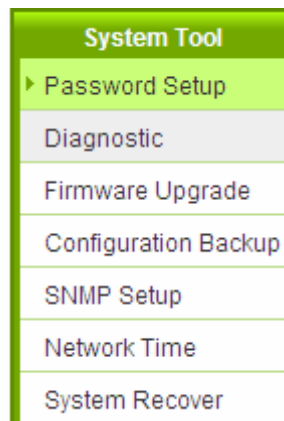 System Tool
Password Setup
Diagnostic
Firmware Upgrade
Configuration Backup
SNMP Setup
Network Time
System Recover